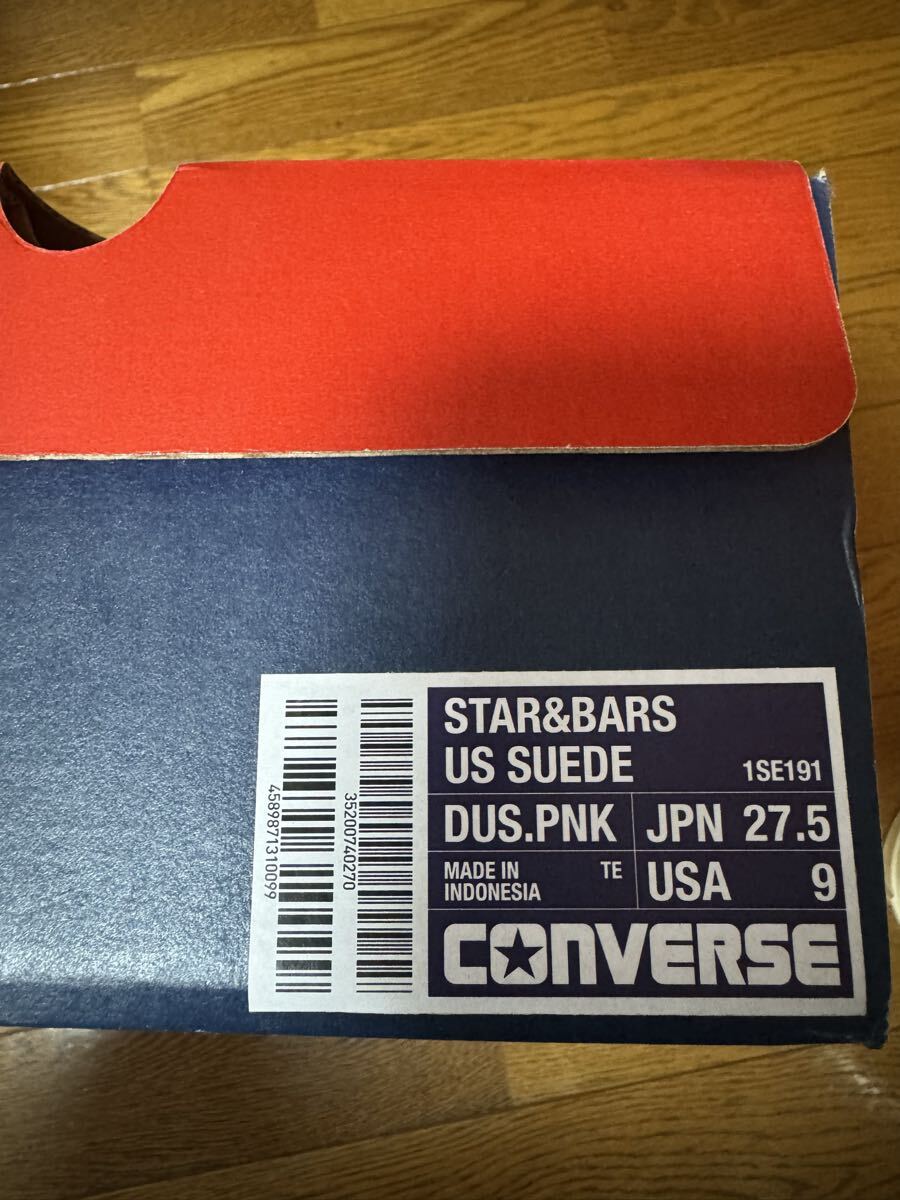 STAR&BARS
US SUEDE 1SE191
DUS.PNK JPN 27.5
MADE IN INDONESIA TE USA 9
CONVERSE
4589871310099
35200740270